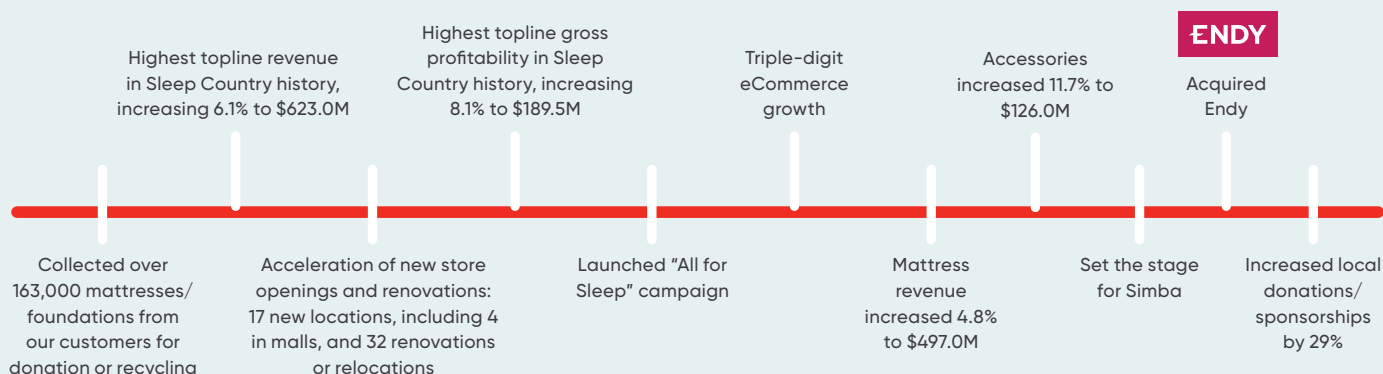 ENDY
Highest topline revenue
in Sleep Country history,
increasing 6.1% to $623.0M
Highest topline gross
profitability in Sleep
Country history, increasing
8.1% to $189.5M
Triple-digit
eCommerce
growth
Accessories
increased 11.7% to
$126.0M
Acquired
Endy
Collected over
163,000 mattresses/
foundations from
our customers for
donation or recycling
Acceleration of new store
openings and renovations:
17 new locations, including 4
in malls, and 32 renovations
or relocations
Launched “All for
Sleep” campaign
Mattress
revenue
increased 4.8%
to $497.0M
Set the stage
for Simba
Increased local
donations/
sponsorships
by 29%